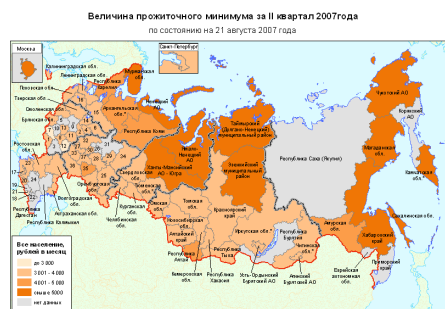 Величина прожиточного минимума за II квартал 2007года
по состоянию на 21 августа 2007 года
Москва
Санкт-Петербург
Калининградская обл.
Ленинградская обл.
Мурманская
обл.
Псковская обл.
Республика
Карелия
Тверская обл.
Смоленская обл.
Архангельская
обл.
Ненецкий
АО
Брянская обл.
Республика Коми
Ростовская
обл.
Ямало-
Ненецкий
АО
Ханты-Мансийский
АО - Югра
Таймырский
(Долгано-Ненецкий)
муниципальный
район
Эвенкийский
муниципальный
район
Республика Саха (Якутия)
Чукотский АО
Корякский
АО
Магаданская
обл.
Камчатская
обл.
Республика
Дагестан
Астраханская обл.
Волгоградская
обл.
Оренбургская
обл.
Свердловская
обл.
Челябинская
обл.
Курганская
обл.
Тюменская
обл.
Омская
обл.
Томская
обл.
Новосибирская
обл.
Алтайский
край
Республика
Алтай
Кемеровская
обл.
Республика
Хакасия
Красноярский
край
Республика
Тыва
Иркутская обл.
Усть-Ордынский
Бурятский АО
Республика
Бурятия
Читинская
обл.
Агинский
Бурятский АО
Амурская
обл.
Еврейская
автономная
обл.
Хабаровский
край
Приморский
край
Сахалинская обл.
Все население,
рублей в месяц
до 3 000
3 001 - 4 000
4 001 - 5 000
свыше 5000
нет данных